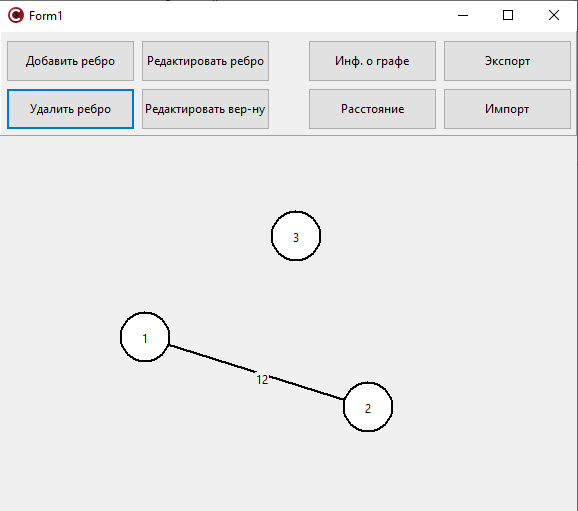 Form1
Добавить ребро
Редактировать ребро
Инф. о графе
Экспорт
Удалить ребро
Редактировать вер-ну
Расстояние
Импорт
3
1
12
2